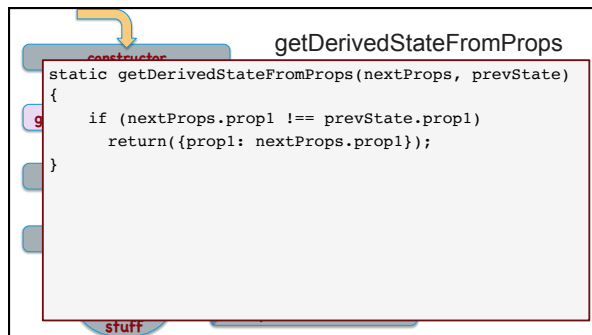 getDerivedStateFromProps
constructor
static getDerivedStateFromProps(nextProps, prevState)
{
if (nextProps.prop1 !== prevState.prop1)
return({prop1: nextProps.prop1});
}
g
stuff